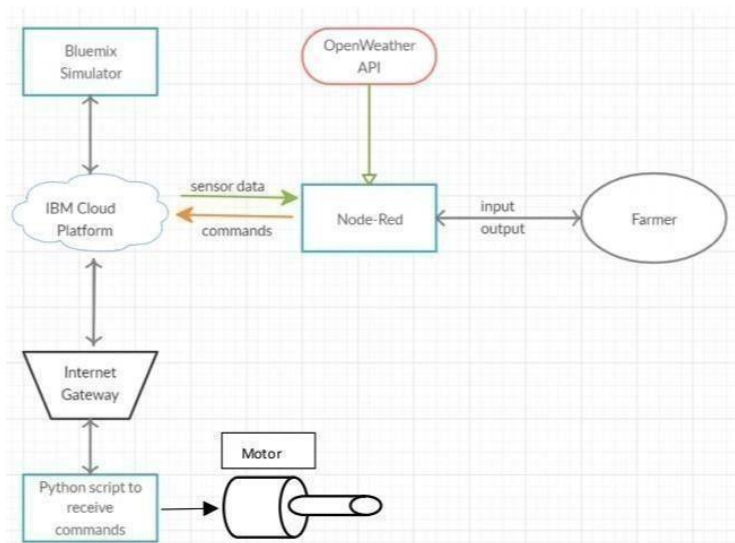 Bluemix
Simulator
OpenWeather
API
sensor data
IBM Cloud
Platform
commands
Node-Red
input
output
Farmer
Internet
Gateway
Motor
Python script to
receive
commands